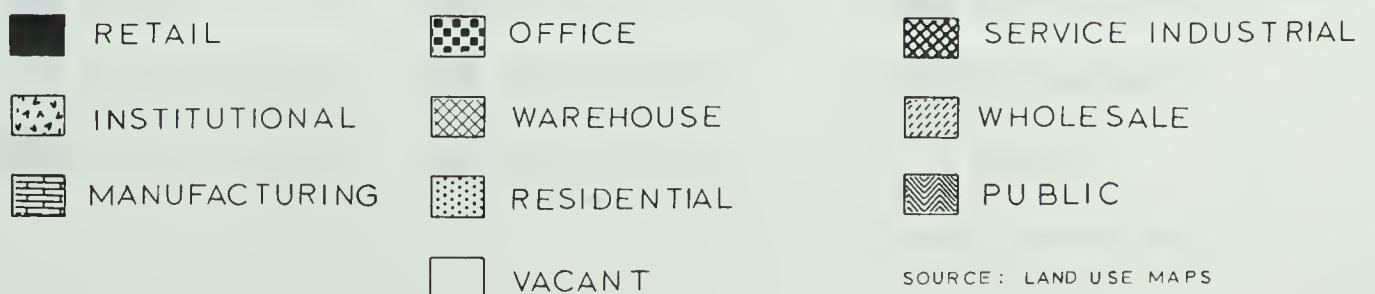 RETAIL
INSTITUTIONAL
MANUFACTURING
OFFICE
WAREHOUSE
RESIDENTIAL
VACANT
SERVICE INDUSTRIAL
WHOLESALE
PUBLIC
SOURCE: LAND USE MAPS